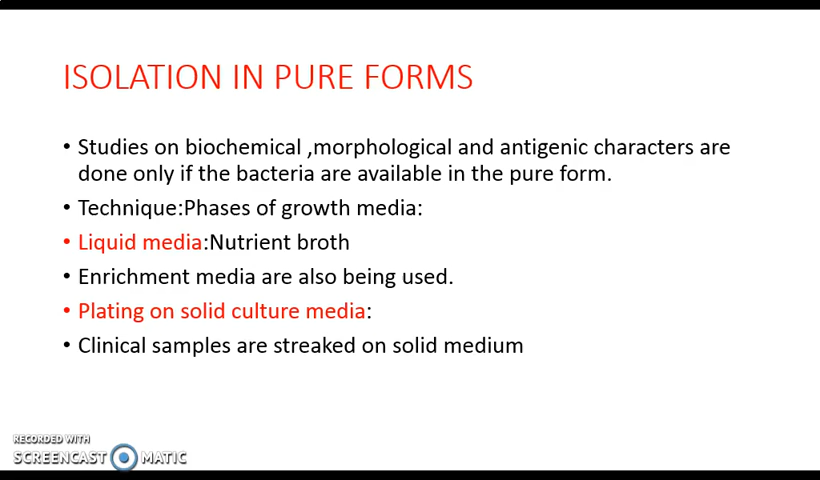 ISOLATION IN PURE FORMS
• Studies on biochemical ,morphological and antigenic characters are
done only if the bacteria are available in the pure form.
• Technique:Phases of growth media:
• Liquid media:Nutrient broth
• Enrichment media are also being used.
• Plating on solid culture media:
• Clinical samples are streaked on solid medium
RECORDED WITH
SCREENCAST MATIC